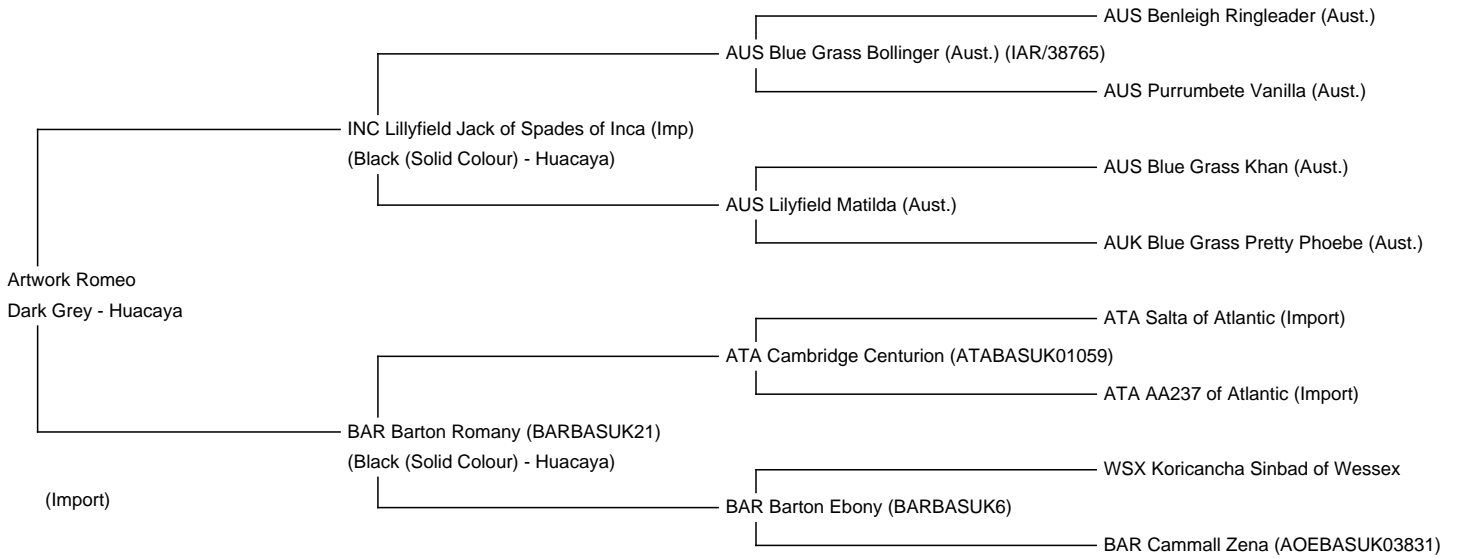 AUS Benleigh Ringleader (Aust.)
AUS Blue Grass Bollinger (Aust.) (IAR/38765)
AUS Purrumbete Vanilla (Aust.)
INC Lillyfield Jack of Spades of Inca (Imp)
(Black (Solid Colour) - Huacaya)
AUS Blue Grass Khan (Aust.)
AUS Lilyfield Matilda (Aust.)
AUK Blue Grass Pretty Phoebe (Aust.)
Artwork Romeo
Dark Grey - Huacaya
ATA Salta of Atlantic (Import)
ATA Cambridge Centurion (ATABASUK01059)
ATA AA237 of Atlantic (Import)
BAR Barton Romany (BARBASUK21)
(Black (Solid Colour) - Huacaya)
WSX Koricancha Sinbad of Wessex
(Import)
BAR Barton Ebony (BARBASUK6)
BAR Cammall Zena (AOEBASUK03831)